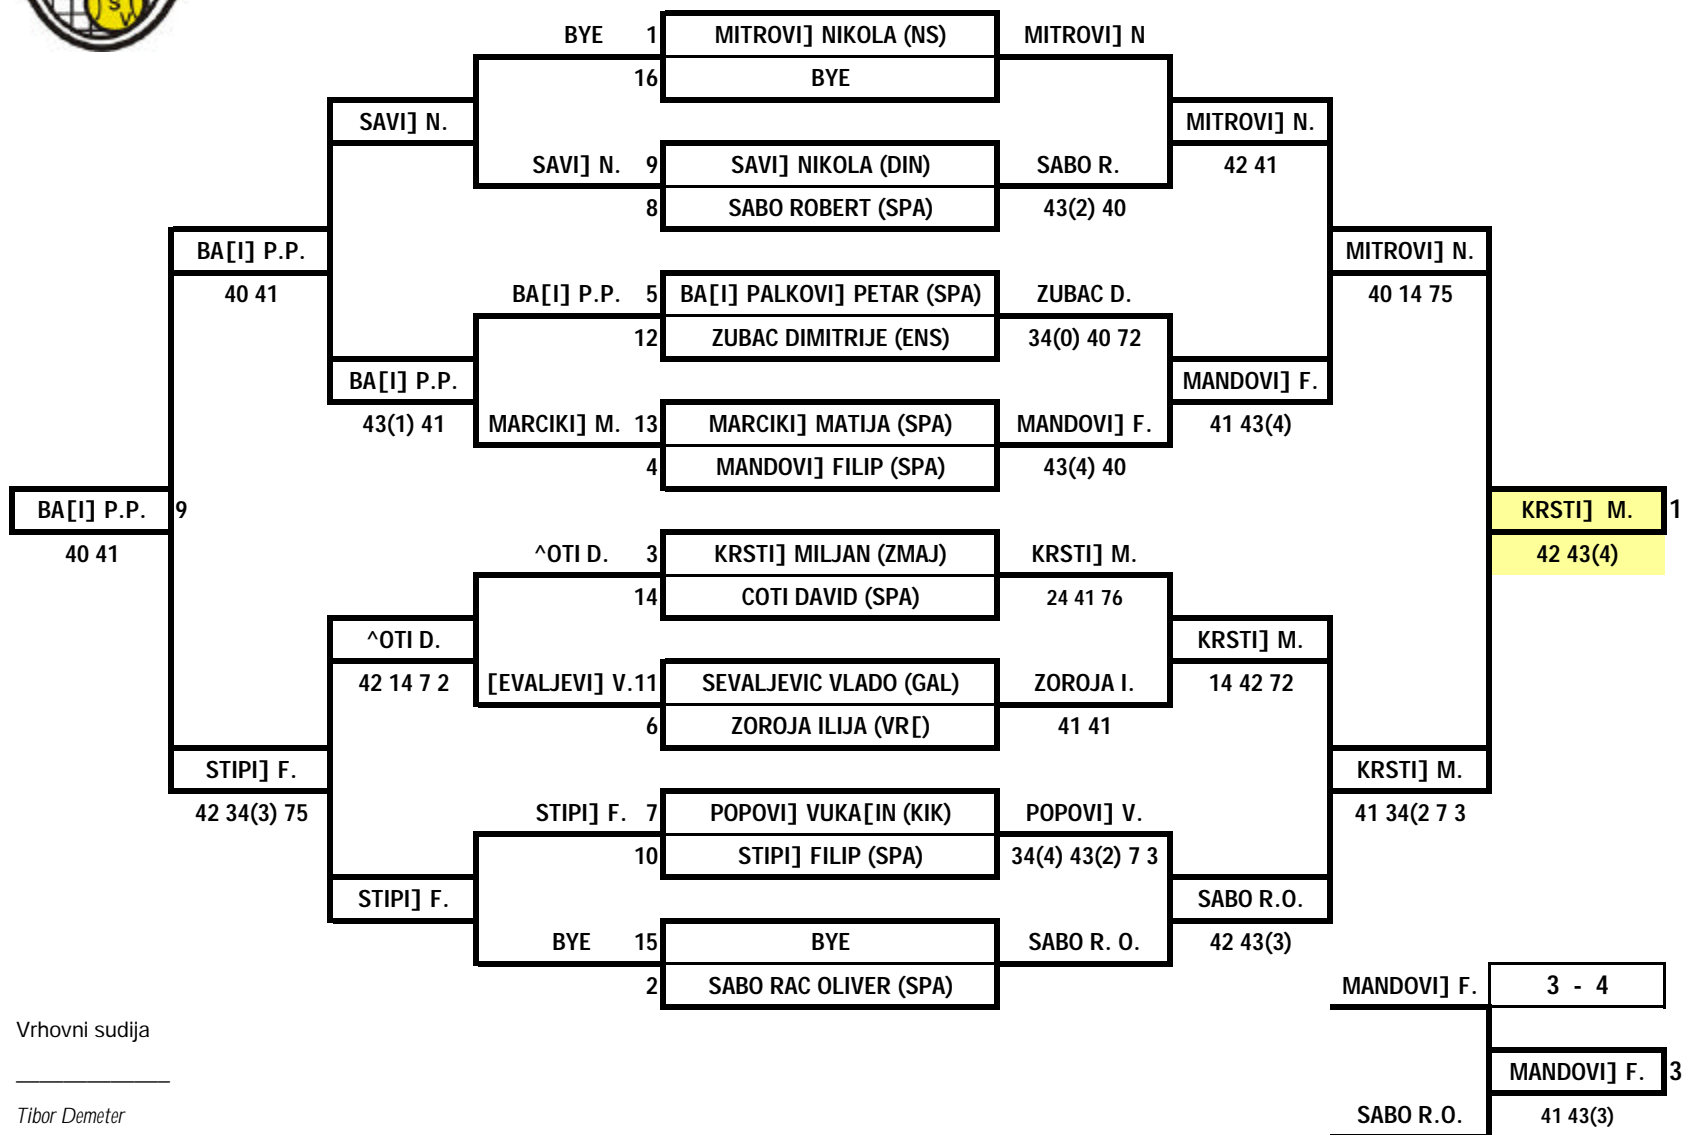 S
V
BYE 1 MITROVI] NIKOLA (NS) MITROVI] N
16 BYE
SAVI] N. MITROVI] N.
SAVI] N. 9 SAVI] NIKOLA (DIN) SABO R. 42 41
8 SABO ROBERT (SPA) 43(2) 40
BA[I] P.P. MITROVI] N.
40 41 BA[I] P.P. 5 BA[I] PALKOVI] PETAR (SPA) ZUBAC D. 40 14 75
12 ZUBAC DIMITRIJE (ENS) 34(0) 40 72
BA[I] P.P. MANDOVI] F.
43(1) 41 MARCIKI] M. 13 MARCIKI] MATIJA (SPA) MANDOVI] F. 41 43(4)
4 MANDOVI] FILIP (SPA) 43(4) 40
BA[I] P.P. 9 KRSTI] M. 1
40 41 ^OTI D. 3 KRSTI] MILJAN (ZMAJ) KRSTI] M. 42 43(4)
14 COTI DAVID (SPA) 24 41 76
^OTI D. KRSTI] M.
42 14 7 2 [EVALJEVI] V. 11 SEVALJEVIC VLADO (GAL) ZOROJA I. 14 42 72
6 ZOROJA ILIJA (VR[) 41 41
STIPI] F. KRSTI] M.
42 34(3) 75 STIPI] F. 7 POPOVI] VUKA[IN (KIK) POPOVI] V. 41 34(2 7 3
10 STIPI] FILIP (SPA) 34(4) 43(2) 7 3
STIPI] F. SABO R.O.
BYE 15 BYE SABO R. O. 42 43(3)
2 SABO RAC OLIVER (SPA) MANDOVI] F. 3 - 4
Vrhovni sudija
MANDOVI] F. 3
Tibor Demeter SABO R.O. 41 43(3)